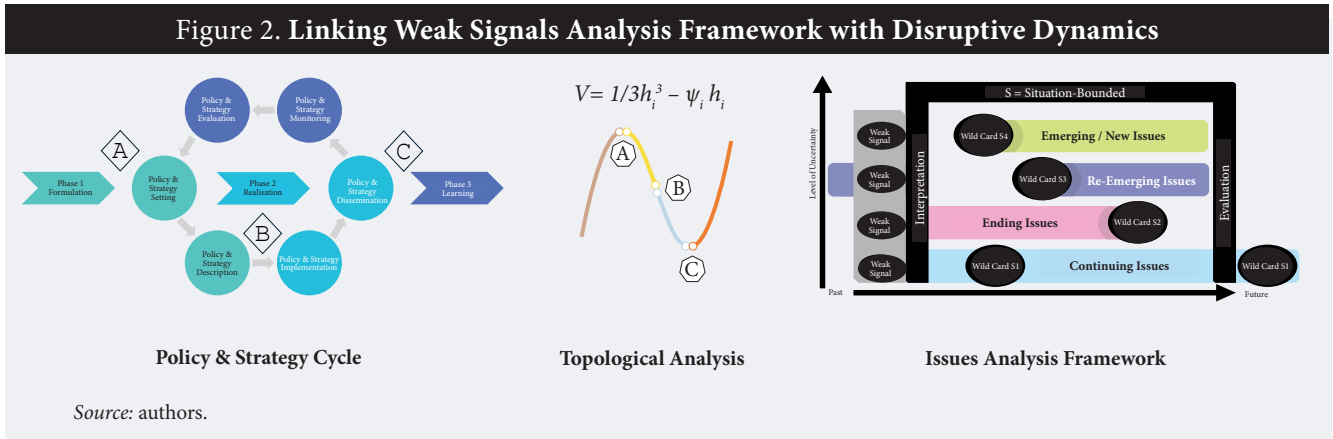 Figure 2. Linking Weak Signals Analysis Framework with Disruptive Dynamics
Policy &
Strategy
Evaluation
Policy &
Strategy
Monitoring
A
C
Phase 1
Formulation
Policy &
Strategy
Setting
Phase 2
Realisation
Policy &
Strategy
Dissemination
Phase 3
Learning
B
Policy &
Strategy
Description
Policy & Strategy
Implementation
Policy & Strategy Cycle
V= 1/3hᵢ³ – ψᵢ hᵢ
A
B
C
Topological Analysis
Level of Uncertainty
S = Situation-Bounded
Weak
Signal
Weak
Signal
Weak
Signal
Weak
Signal
Interpretation
Wild Card S4
Emerging / New Issues
Wild Card S3
Re-Emerging Issues
Ending Issues
Wild Card S2
Wild Card S1
Continuing Issues
Evaluation
Wild Card S1
Past
Future
Issues Analysis Framework
Source: authors.